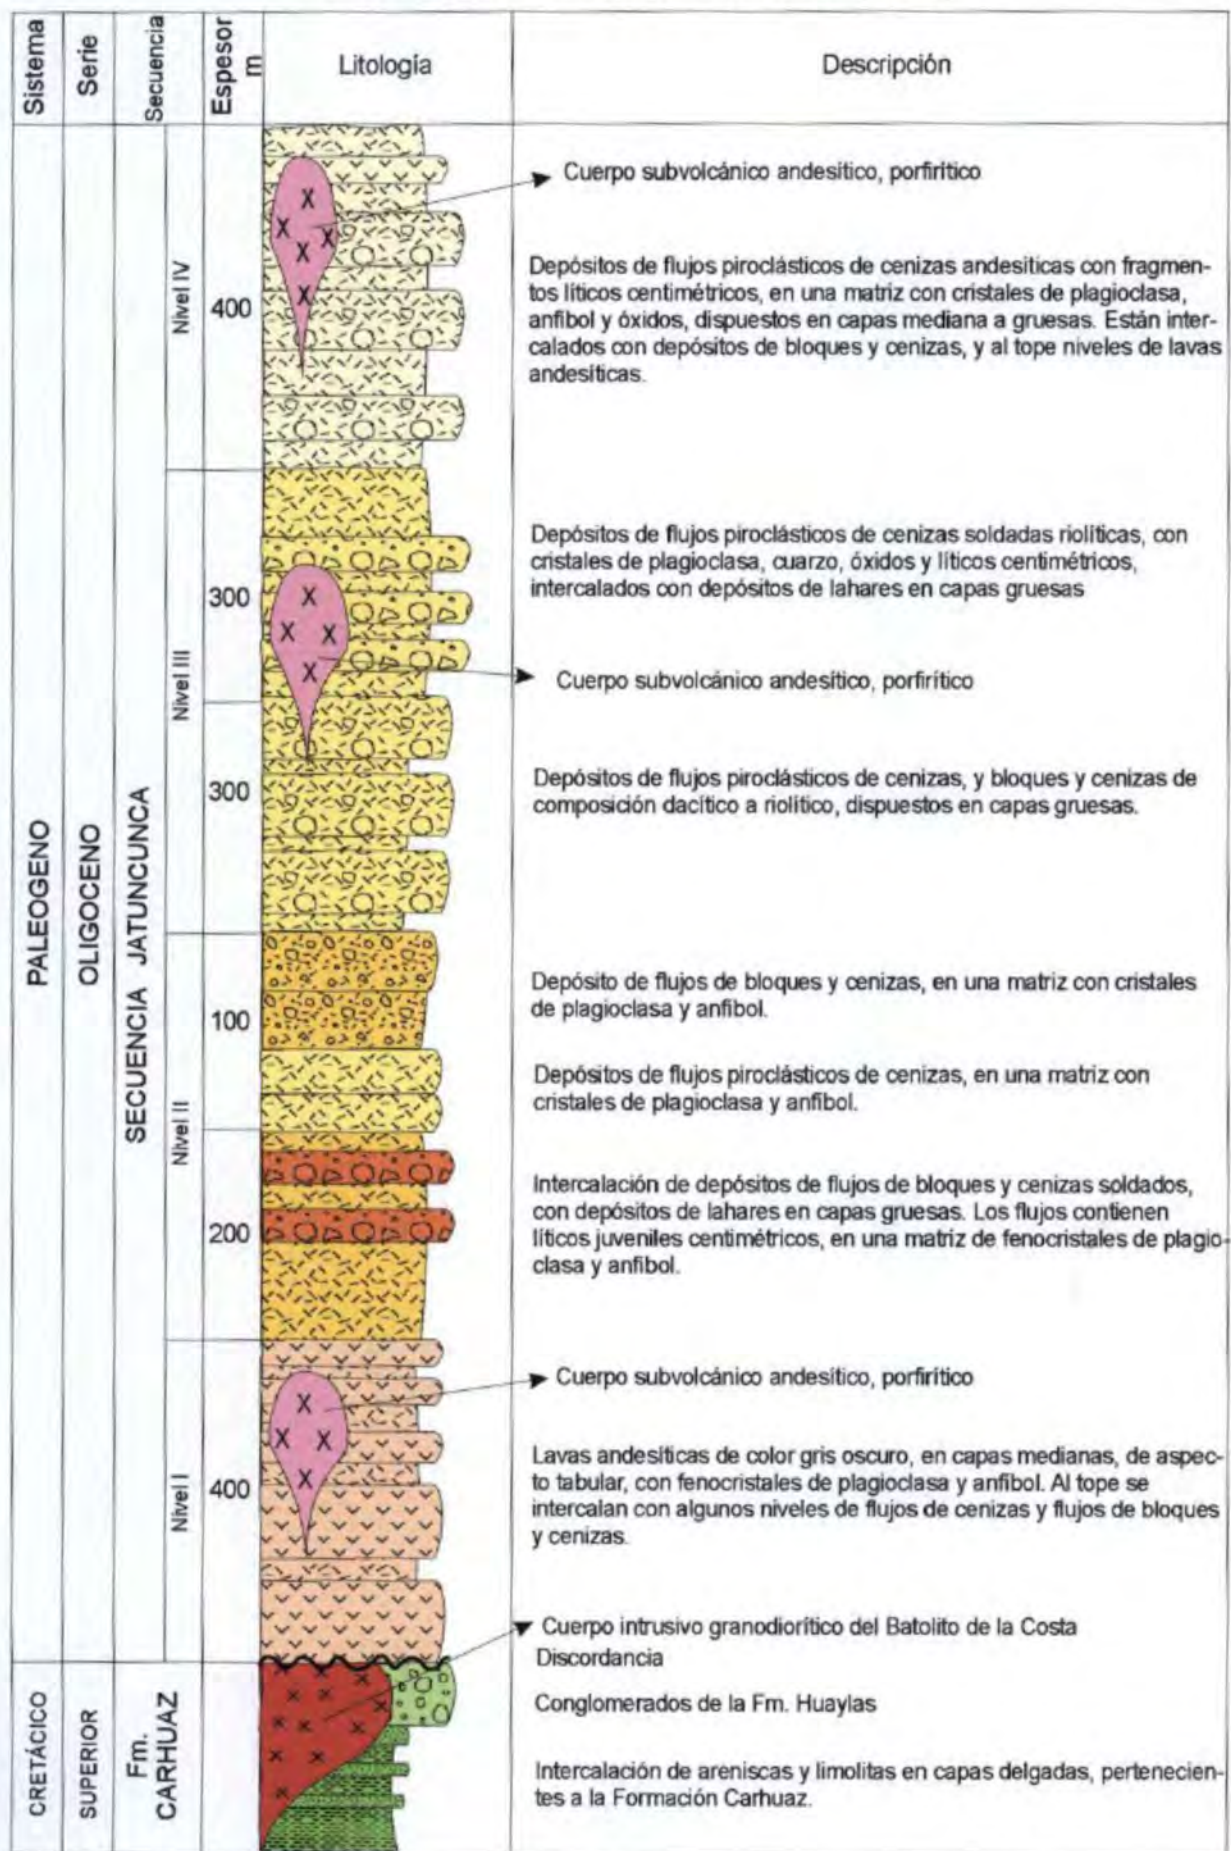 Sistema
Serie
Secuencia
Espesor
m
Litología
Descripción
PALEOGENO
OLIGOCENO
SECUENCIA JATUNCUNCA
Nivel IV
400
Cuerpo subvolcánico andesítico, porfirítico
Depósitos de flujos piroclásticos de cenizas andesíticas con fragmen-
tos líticos centimétricos, en una matriz con cristales de plagioclasa,
anfibol y óxidos, dispuestos en capas mediana a gruesas. Están inter-
calados con depósitos de bloques y cenizas, y al tope niveles de lavas
andesíticas.
Nivel III
300
Depósitos de flujos piroclásticos de cenizas soldadas riolíticas, con
cristales de plagioclasa, cuarzo, óxidos y líticos centimétricos,
intercalados con depósitos de lahares en capas gruesas
Cuerpo subvolcánico andesítico, porfirítico
300
Depósitos de flujos piroclásticos de cenizas, y bloques y cenizas de
composición dacítico a riolítico, dispuestos en capas gruesas.
Nivel II
100
Depósito de flujos de bloques y cenizas, en una matriz con cristales
de plagioclasa y anfibol.
Depósitos de flujos piroclásticos de cenizas, en una matriz con
cristales de plagioclasa y anfibol.
200
Intercalación de depósitos de flujos de bloques y cenizas soldados,
con depósitos de lahares en capas gruesas. Los flujos contienen
líticos juveniles centimétricos, en una matriz de fenocristales de plagio-
clasa y anfibol.
Nivel I
400
Cuerpo subvolcánico andesítico, porfirítico
Lavas andesíticas de color gris oscuro, en capas medianas, de aspec-
to tabular, con fenocristales de plagioclasa y anfibol. Al tope se
intercalan con algunos niveles de flujos de cenizas y flujos de bloques
y cenizas.
Cuerpo intrusivo granodiorítico del Batolito de la Costa
Discordancia
CRETÁCICO
SUPERIOR
Fm.
CARHUAZ
Conglomerados de la Fm. Huaylas
Intercalación de areniscas y limolitas en capas delgadas, pertenecien-
tes a la Formación Carhuaz.